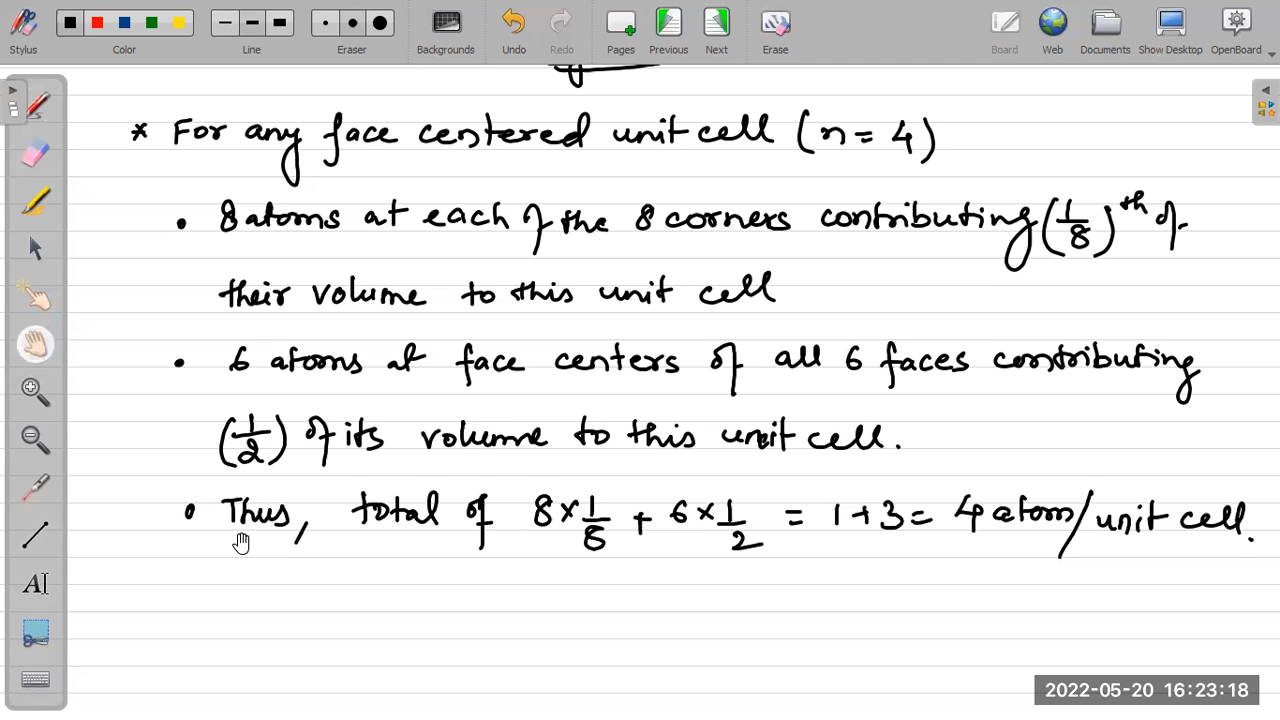 Stylus
Color
Line
Eraser
Backgrounds
Undo
Redo
Pages
Previous
Next
Erase
Board
Web
Documents
Show Desktop
OpenBoard
* For any face centered unit cell (n = 4)
• 8 atoms at each of the 8 corners contributing (1/8)th of
their volume to this unit cell
• 6 atoms at face centers of all 6 faces contributing
(1/2) of its volume to this unit cell.
• Thus, total of 8 × 1/8 + 6 × 1/2 = 1 + 3 = 4 atom/unit cell.
AI
2022-05-20 16:23:18